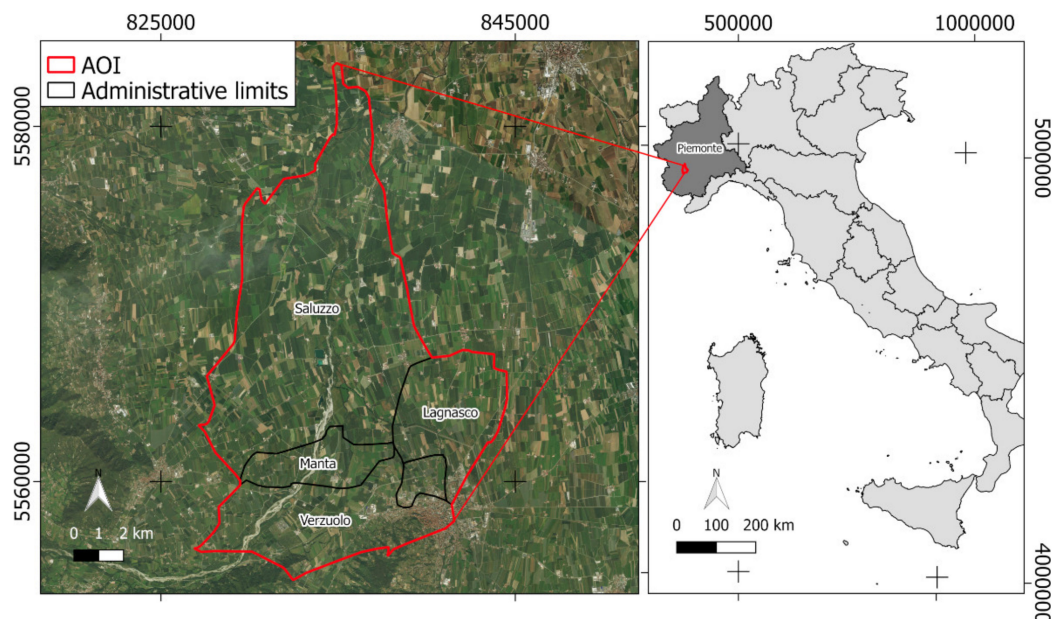 825000
845000
500000
1000000
AOI
Administrative limits
5580000
5560000
Saluzzo
Lagnasco
Manta
Verzuolo
N
0 1 2 km
Piemonte
5000000
4000000
N
0 100 200 km